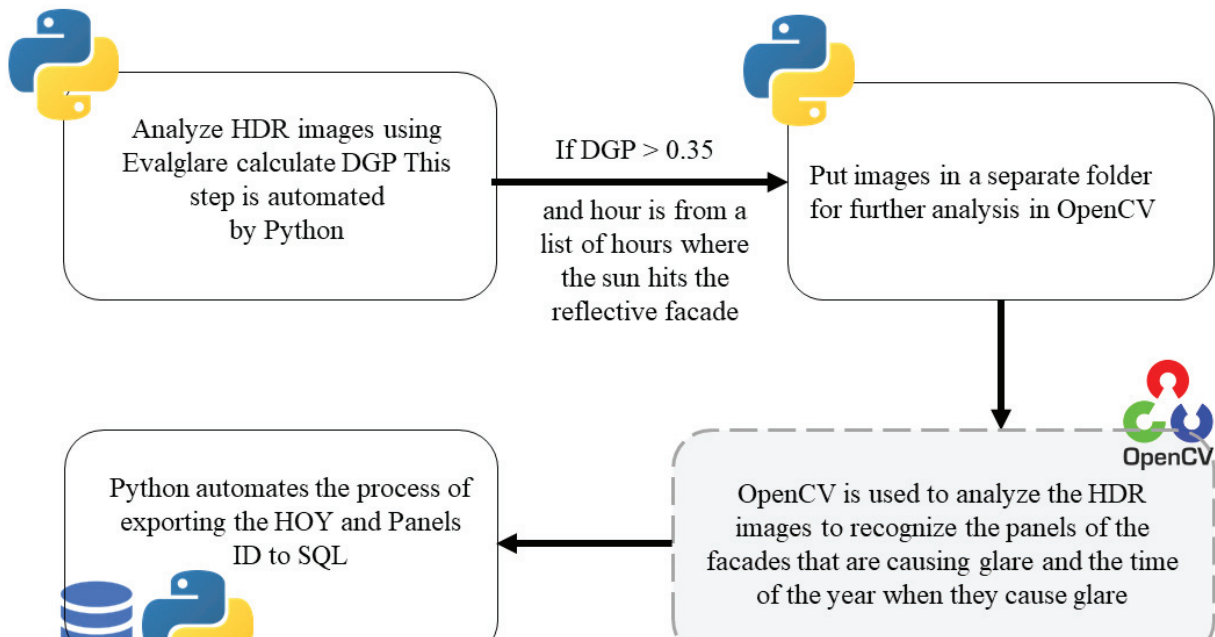 Analyze HDR images using
Evalglare calculate DGP This
step is automated
by Python
If DGP > 0.35
and hour is from a
list of hours where
the sun hits the
reflective facade
Put images in a separate folder
for further analysis in OpenCV
OpenCV
OpenCV is used to analyze the HDR
images to recognize the panels of the
facades that are causing glare and the time
of the year when they cause glare
Python automates the process of
exporting the HOY and Panels
ID to SQL